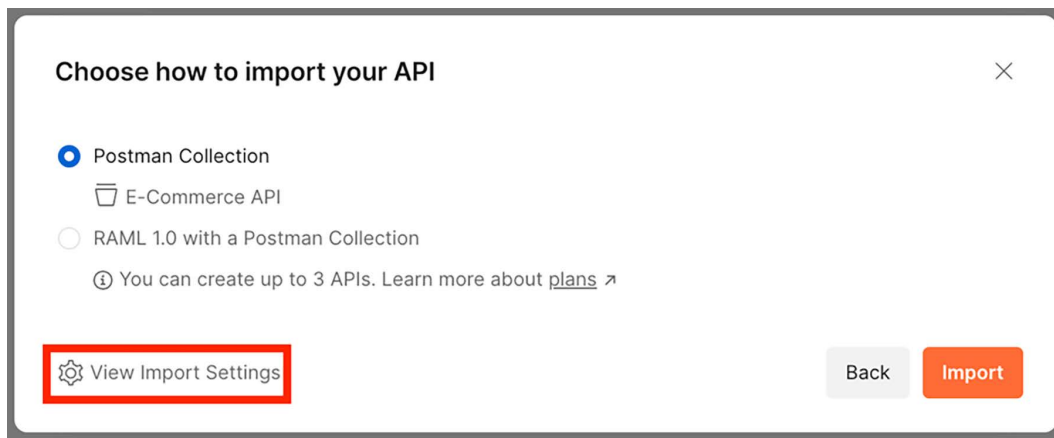 Choose how to import your API
Postman Collection
E-Commerce API
RAML 1.0 with a Postman Collection
You can create up to 3 APIs. Learn more about plans ↗
View Import Settings
Back
Import